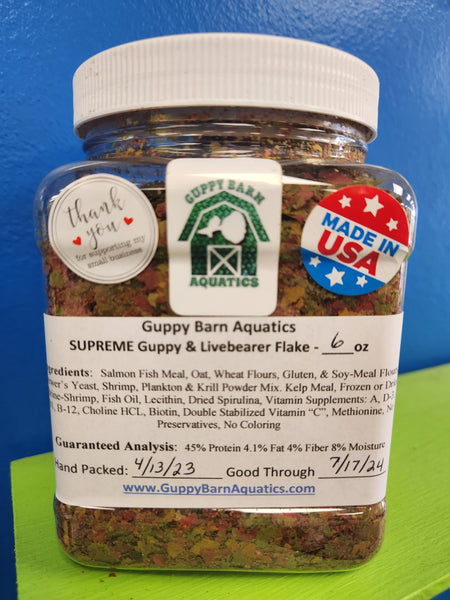 thank
you
for supporting my
small business
GUPPY BARN
AQUATICS
MADE IN
USA
Guppy Barn Aquatics
SUPREME Guppy & Livebearer Flake - 6 oz
Ingredients: Salmon Fish Meal, Oat, Wheat Flours, Gluten, & Soy-Meal Flour
Yeast, Shrimp, Plankton & Krill Powder Mix. Kelp Meal, Frozen or
Fish Oil, Lecithin, Dried Spirulina, Vitamin Supplements: A, D-3,
B-12, Choline HCL, Biotin, Double Stabilized Vitamin "C", Methionine, No
Preservatives, No Coloring
Guaranteed Analysis: 45% Protein 4.1% Fat 4% Fiber 8% Moisture
Hand Packed: 4/13/23 Good Through 7/17/24
www.GuppyBarnAquatics.com